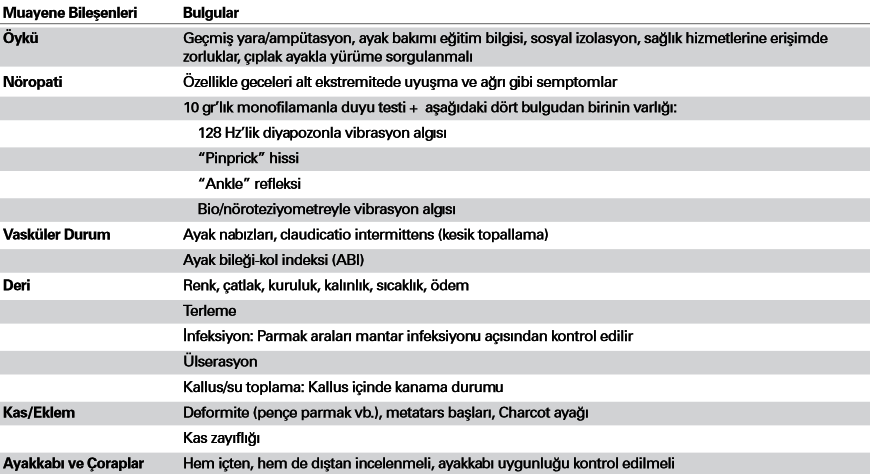 Muayene Bileşenleri Bulgular
Öykü Geçmiş yara/ampütasyon, ayak bakımı eğitim bilgisi, sosyal izolasyon, sağlık hizmetlerine erişimde
zorluklar, çıplak ayakla yürüme sorgulanmalı
Nöropati Özellikle geceleri alt ekstremitede uyuşma ve ağrı gibi semptomlar
10 gr’lık monofilamanla duyu testi + aşağıdaki dört bulgudan birinin varlığı:
128 Hz’lik diyapozonla vibrasyon algısı
“Pinprick” hissi
“Ankle” refleksi
Bio/nöroteziyometreyle vibrasyon algısı
Vasküler Durum Ayak nabızları, claudicatio intermittens (kesik topallama)
Ayak bileği-kol indeksi (ABI)
Deri Renk, çatlak, kuruluk, kalınlık, sıcaklık, ödem
Terleme
İnfeksiyon: Parmak araları mantar infeksiyonu açısından kontrol edilir
Ülserasyon
Kallus/su toplama: Kallus içinde kanama durumu
Kas/Eklem Deformite (pençe parmak vb.), metatars başları, Charcot ayağı
Kas zayıflığı
Ayakkabı ve Çoraplar Hem içten, hem de dıştan incelenmeli, ayakkabı uygunluğu kontrol edilmeli